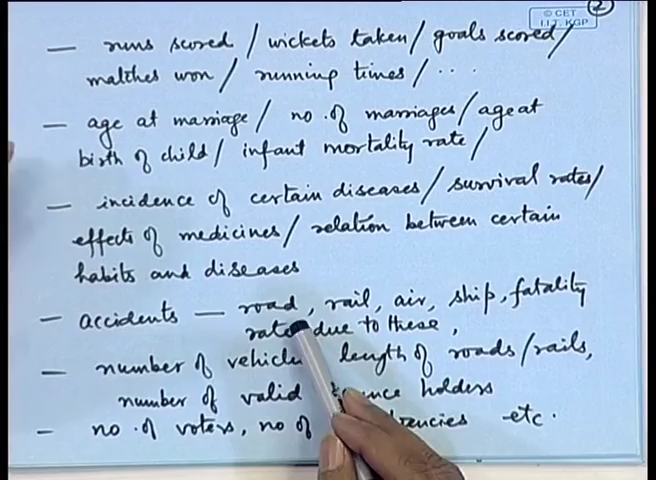 © CET
I.I.T. KGP
2
— runs scored / wickets taken / goals scored /
matches won / running times / ...
— age at marriage / no. of marriages / age at
birth of child / infant mortality rate /
— incidence of certain diseases / survival rates /
effects of medicines / relation between certain
habits and diseases
— accidents — road, rail, air, ship, fatality
rates due to these,
— number of vehicles length of roads/rails,
number of valid holders
— no. of voters, no of etc.